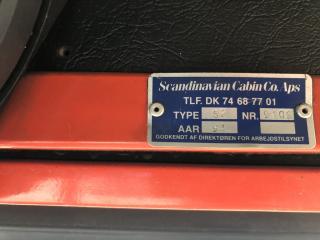 Scandinavian Cabin Co. Aps
TLF. DK 74 68 77 01
TYPE NR.
AAR
GODKENDT AF DIREKTØREN FOR ARBEJDSTILSYNET